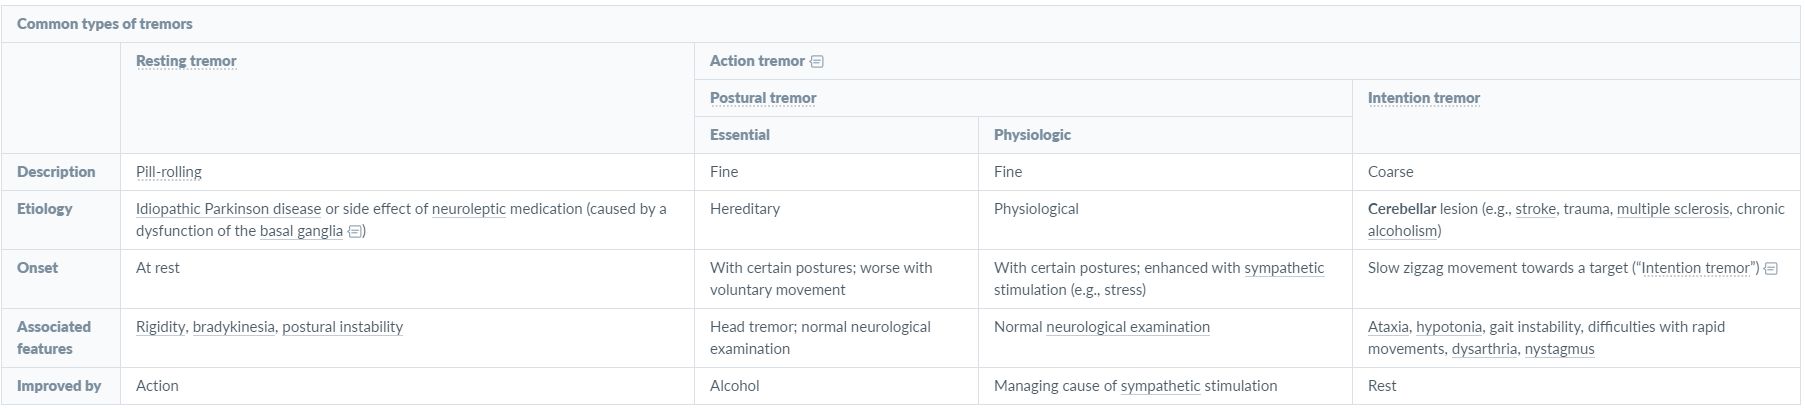 Common types of tremors
Resting tremor
Action tremor
Postural tremor
Intention tremor
Essential
Physiologic
Description
Pill-rolling
Fine
Fine
Coarse
Etiology
Idiopathic Parkinson disease or side effect of neuroleptic medication (caused by a
dysfunction of the basal ganglia )
Hereditary
Physiological
Cerebellar lesion (e.g., stroke, trauma, multiple sclerosis, chronic
alcoholism)
Onset
At rest
With certain postures; worse with
voluntary movement
With certain postures; enhanced with sympathetic
stimulation (e.g., stress)
Slow zigzag movement towards a target (“Intention tremor”)
Associated
features
Rigidity, bradykinesia, postural instability
Head tremor; normal neurological
examination
Normal neurological examination
Ataxia, hypotonia, gait instability, difficulties with rapid
movements, dysarthria, nystagmus
Improved by
Action
Alcohol
Managing cause of sympathetic stimulation
Rest